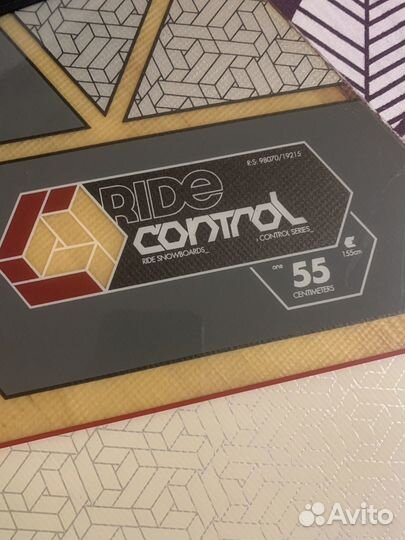 R:S: 98070/19215
RIDE
control
RIDE SNOWBOARDS_
; CONTROL SERIES_
one 55
CENTIMETERS
155cm
Avito